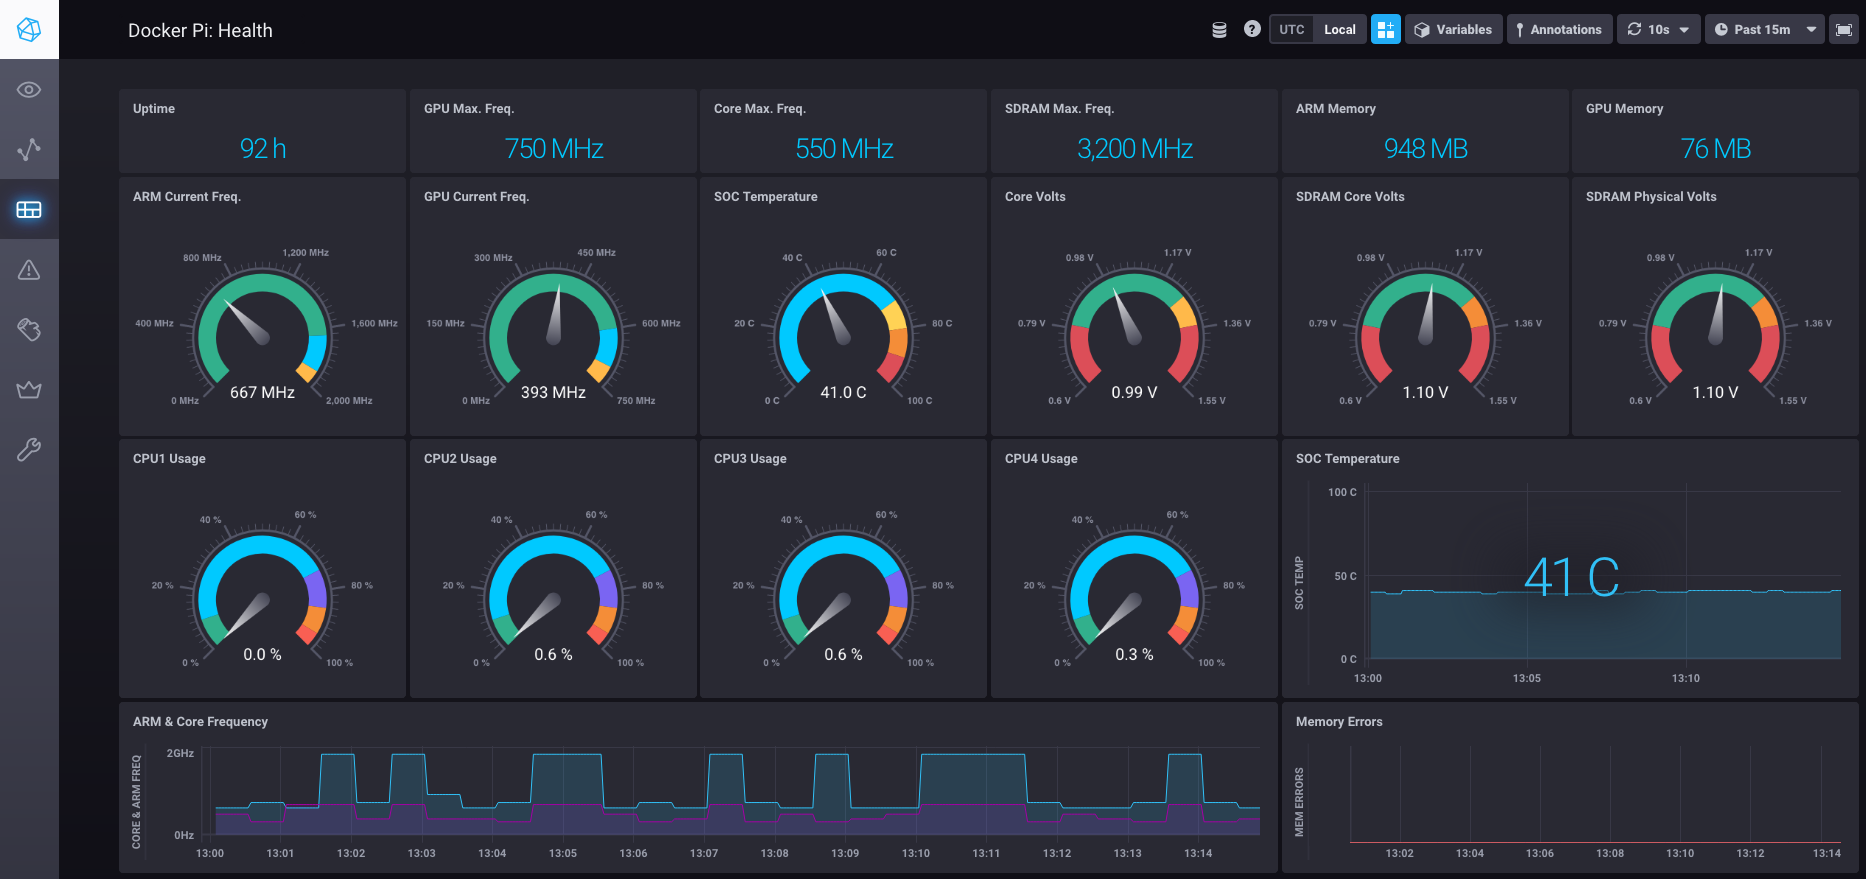 Docker Pi: Health
UTC Local Variables Annotations 10s Past 15m
Uptime
92 h
GPU Max. Freq.
750 MHz
Core Max. Freq.
550 MHz
SDRAM Max. Freq.
3,200 MHz
ARM Memory
948 MB
GPU Memory
76 MB
ARM Current Freq.
800 MHz 1,200 MHz
400 MHz 1,600 MHz
667 MHz
0 MHz 2,000 MHz
GPU Current Freq.
300 MHz 450 MHz
150 MHz 600 MHz
393 MHz
0 MHz 750 MHz
SOC Temperature
40 C 60 C
20 C 80 C
41.0 C
0 C 100 C
Core Volts
0.98 V 1.17 V
0.79 V 1.36 V
0.99 V
0.6 V 1.55 V
SDRAM Core Volts
0.98 V 1.17 V
0.79 V 1.36 V
1.10 V
0.6 V 1.55 V
SDRAM Physical Volts
0.98 V 1.17 V
0.79 V 1.36 V
1.10 V
0.6 V 1.55 V
CPU1 Usage
40 % 60 %
20 % 80 %
0.0 %
0 % 100 %
CPU2 Usage
40 % 60 %
20 % 80 %
0.6 %
0 % 100 %
CPU3 Usage
40 % 60 %
20 % 80 %
0.6 %
0 % 100 %
CPU4 Usage
40 % 60 %
20 % 80 %
0.3 %
0 % 100 %
SOC Temperature
SOC TEMP
100 C
50 C
0 C
41 C
13:00 13:05 13:10
ARM & Core Frequency
CORE & ARM FREQ
2GHz
0Hz
13:00 13:01 13:02 13:03 13:04 13:05 13:06 13:07 13:08 13:09 13:10 13:11 13:12 13:13 13:14
Memory Errors
MEM ERRORS
13:02 13:04 13:06 13:08 13:10 13:12 13:14